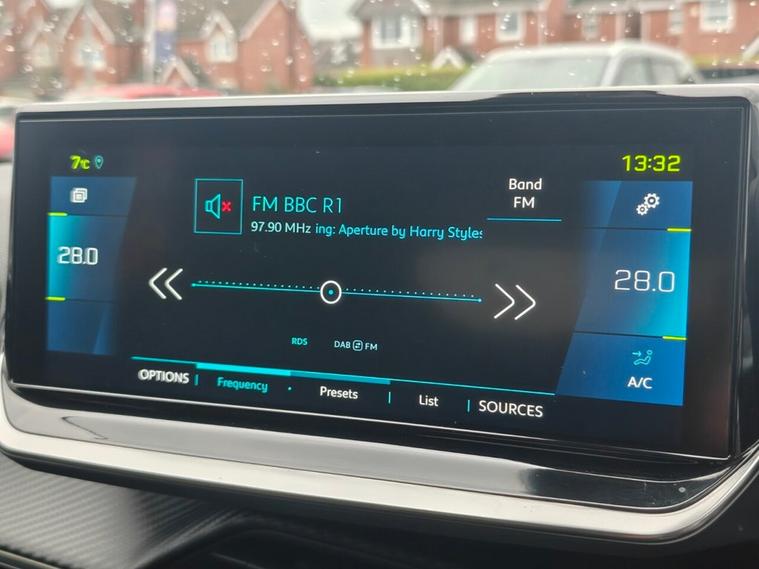 7°C
13:32
Band
FM
FM BBC R1
97.90 MHz ing: Aperture by Harry Styles
28.0
28.0
RDS
DAB FM
A/C
OPTIONS
Frequency
Presets
List
SOURCES